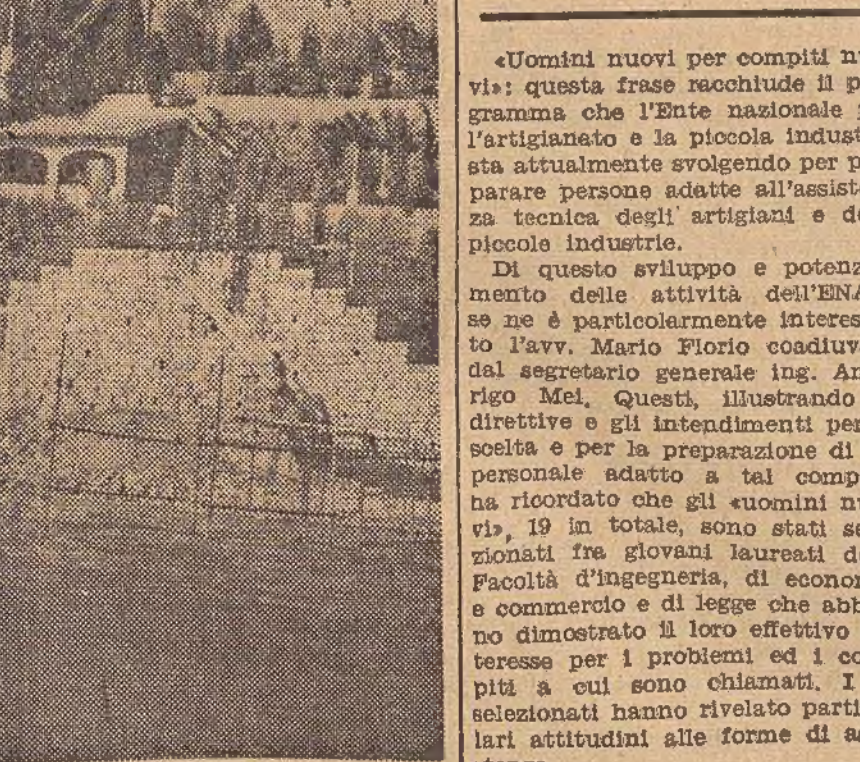 «Uomini nuovi per compiti n
vi»: questa frase racchiude il p
gramma che l'Ente nazionale
l'artigianato e la piccola indust
sta attualmente svolgendo per p
parare persone adatte all'assist
za tecnica degli artigiani e d
piccole industrie.
Di questo sviluppo e potenz
mento delle attività dell'ENA
se ne è particolarmente interes
to l'avv. Mario Florio coadiuv
dal segretario generale ing. Ar
rigo Mei. Questi, illustrando
direttive e gli intendimenti per
scelta e per la preparazione di
personale adatto a tal comp
ha ricordato che gli «uomini nu
vi», 19 in totale, sono stati se
zionati fra giovani laureati de
Facoltà d'ingegneria, di econom
e commercio e di legge che abb
no dimostrato il loro effettivo
teresse per i problemi ed i co
piti a cui sono chiamati. I
selezionati hanno rivelato parti
lari attitudini alle forme di as